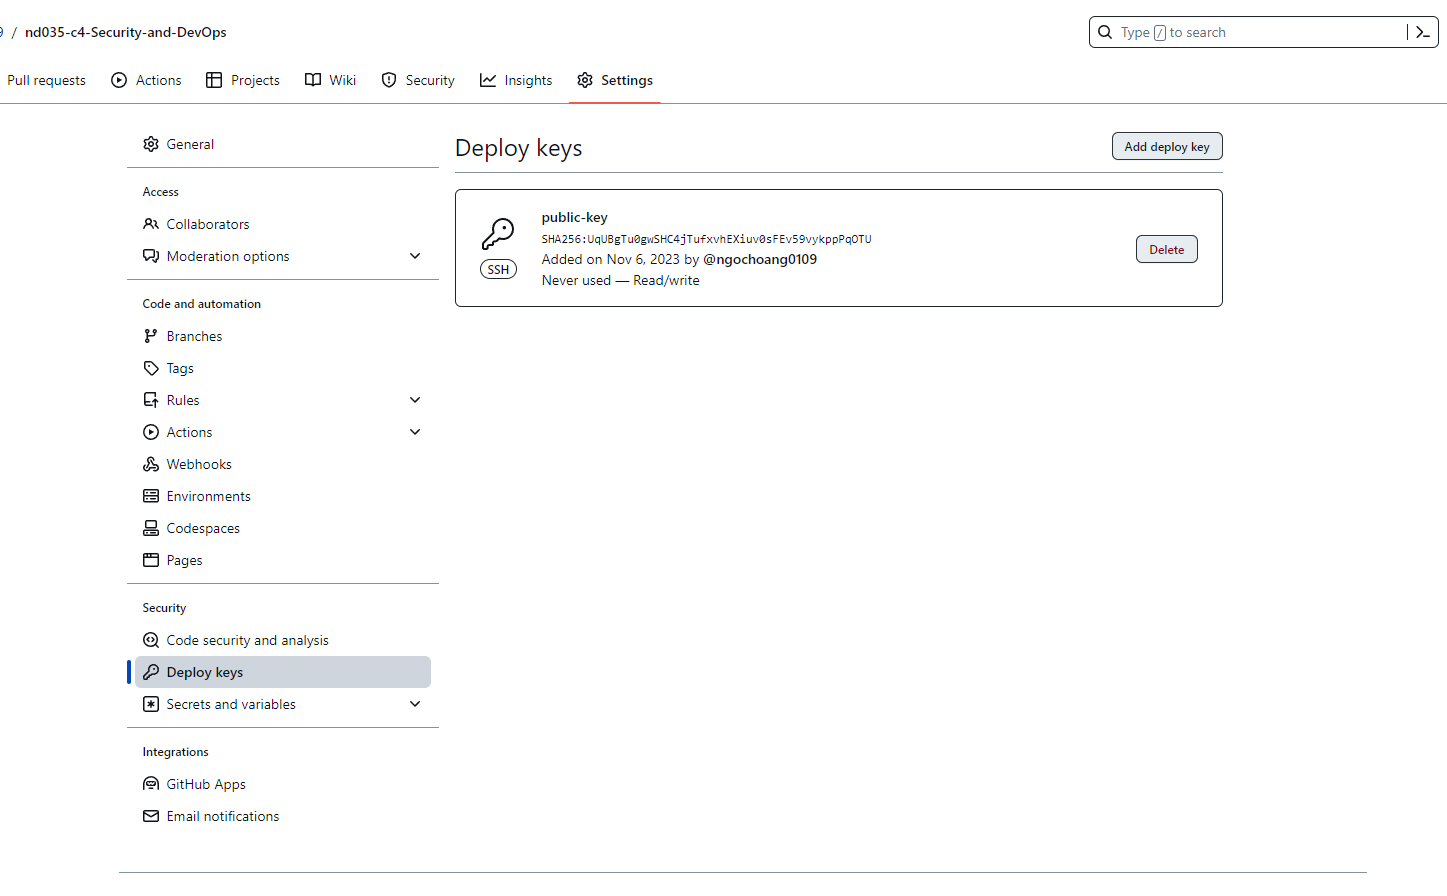 9 / nd035-c4-Security-and-DevOps
Type / to search
Pull requests Actions Projects Wiki Security Insights Settings
General
Access
Collaborators
Moderation options
Code and automation
Branches
Tags
Rules
Actions
Webhooks
Environments
Codespaces
Pages
Security
Code security and analysis
Deploy keys
Secrets and variables
Integrations
GitHub Apps
Email notifications
Deploy keys
Add deploy key
public-key
SHA256:UqUBgTu0gwSHC4jTufxvhEXiuv0sFEv59vykppPqOTU
Added on Nov 6, 2023 by @ngochoang0109
Never used — Read/write
SSH
Delete